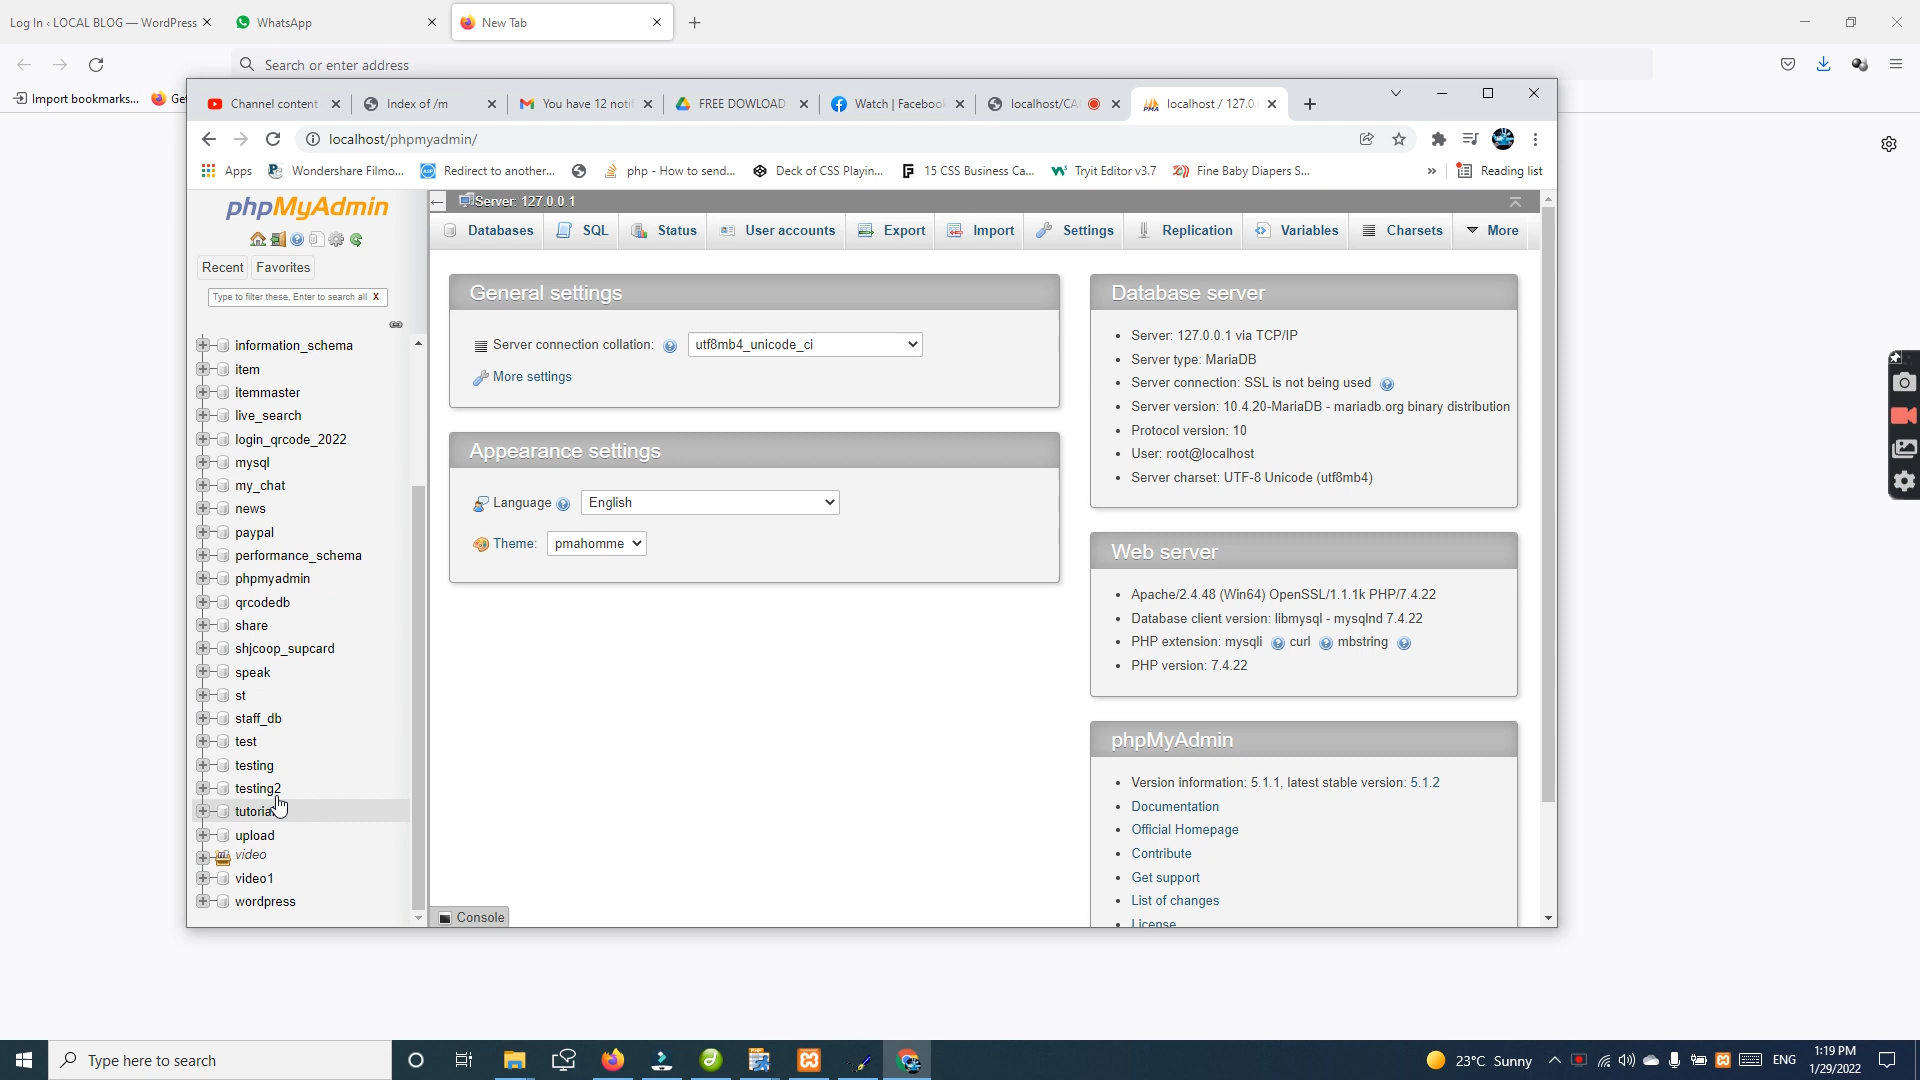 Log In ‹ LOCAL BLOG — WordPress
WhatsApp
New Tab
Search or enter address
Import bookmarks...
Channel content
Index of /m
You have 12 notifi
FREE DOWLOAD
Watch | Facebook
localhost/CA
localhost / 127.0.
localhost/phpmyadmin/
Apps
Wondershare Filmo...
Redirect to another...
php - How to send...
Deck of CSS Playin...
15 CSS Business Ca...
Tryit Editor v3.7
Fine Baby Diapers S...
»
Reading list
phpMyAdmin
Server: 127.0.0.1
Databases
SQL
Status
User accounts
Export
Import
Settings
Replication
Variables
Charsets
More
Recent
Favorites
Type to filter these, Enter to search all
X
information_schema
item
itemmaster
live_search
login_qrcode_2022
mysql
my_chat
news
paypal
performance_schema
phpmyadmin
qrcodedb
share
shjcoop_supcard
speak
st
staff_db
test
testing
testing2
upload
video
video1
wordpress
General settings
Server connection collation:
utf8mb4_unicode_ci
More settings
Appearance settings
Language
English
Theme:
pmahomme
Console
Database server
Server: 127.0.0.1 via TCP/IP
Server type: MariaDB
Server connection: SSL is not being used
Server version: 10.4.20-MariaDB - mariadb.org binary distribution
Protocol version: 10
User: root@localhost
Server charset: UTF-8 Unicode (utf8mb4)
Web server
Apache/2.4.48 (Win64) OpenSSL/1.1.1k PHP/7.4.22
Database client version: libmysql - mysqlnd 7.4.22
PHP extension: mysqli curl mbstring
PHP version: 7.4.22
phpMyAdmin
Version information: 5.1.1, latest stable version: 5.1.2
Documentation
Official Homepage
Contribute
Get support
List of changes
License
Type here to search
23°C Sunny
ENG
1:19 PM
1/29/2022